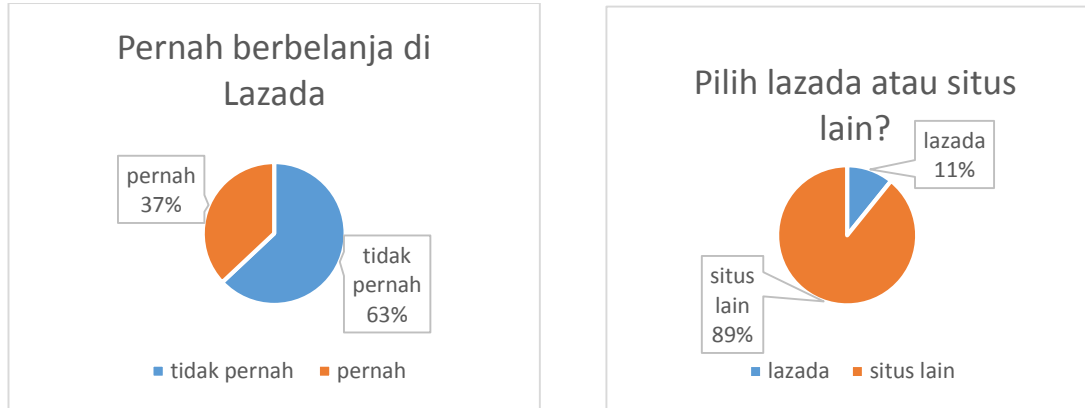 Pernah berbelanja di
Lazada
pernah
37%
tidak
pernah
63%
tidak pernah
pernah
Pilih lazada atau situs
lain?
lazada
11%
situs
lain
89%
lazada
situs lain